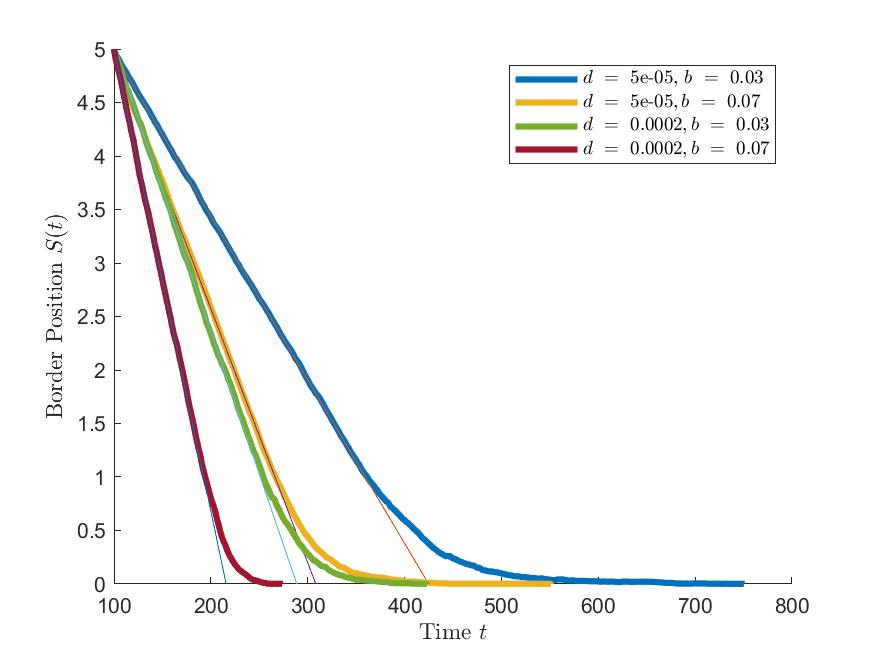 5
4.5
4
3.5
3
2.5
2
1.5
1
0.5
0
Border Position S(t)
d = 5e-05, b = 0.03
d = 5e-05, b = 0.07
d = 0.0002, b = 0.03
d = 0.0002, b = 0.07
100 200 300 400 500 600 700 800
Time t